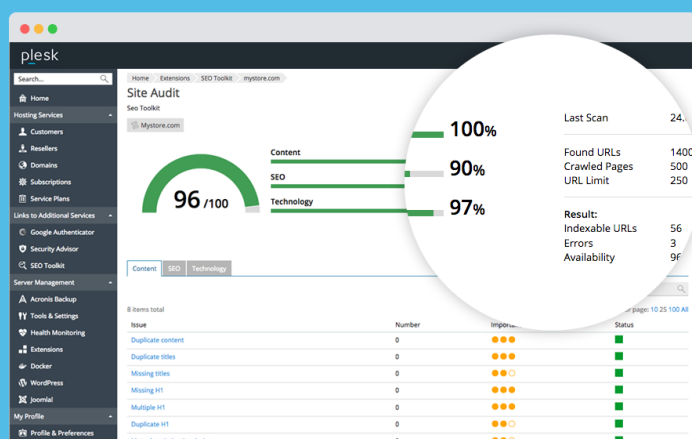 plesk
Search...
Home
Hosting Services
Customers
Resellers
Domains
Subscriptions
Service Plans
Links to Additional Services
Google Authenticator
Security Advisor
SEO Toolkit
Server Management
Acronis Backup
Tools & Settings
Health Monitoring
Extensions
Docker
WordPress
Joomla!
My Profile
Profile & Preferences
Home Extensions SEO Toolkit mystore.com
Site Audit
Seo Toolkit
Mystore.com
96 /100
Content
SEO
Technology
100%
90%
97%
Last Scan 24.
Found URLs 1400
Crawled Pages 500
URL Limit 250
Result:
Indexable URLs 56
Errors 3
Availability 96
Content SEO Technology
8 items total
page: 10 25 100 All
Issue Number Status
Duplicate content 0
Duplicate titles 0
Missing titles 0
Missing H1 0
Multiple H1 0
Duplicate H1 0